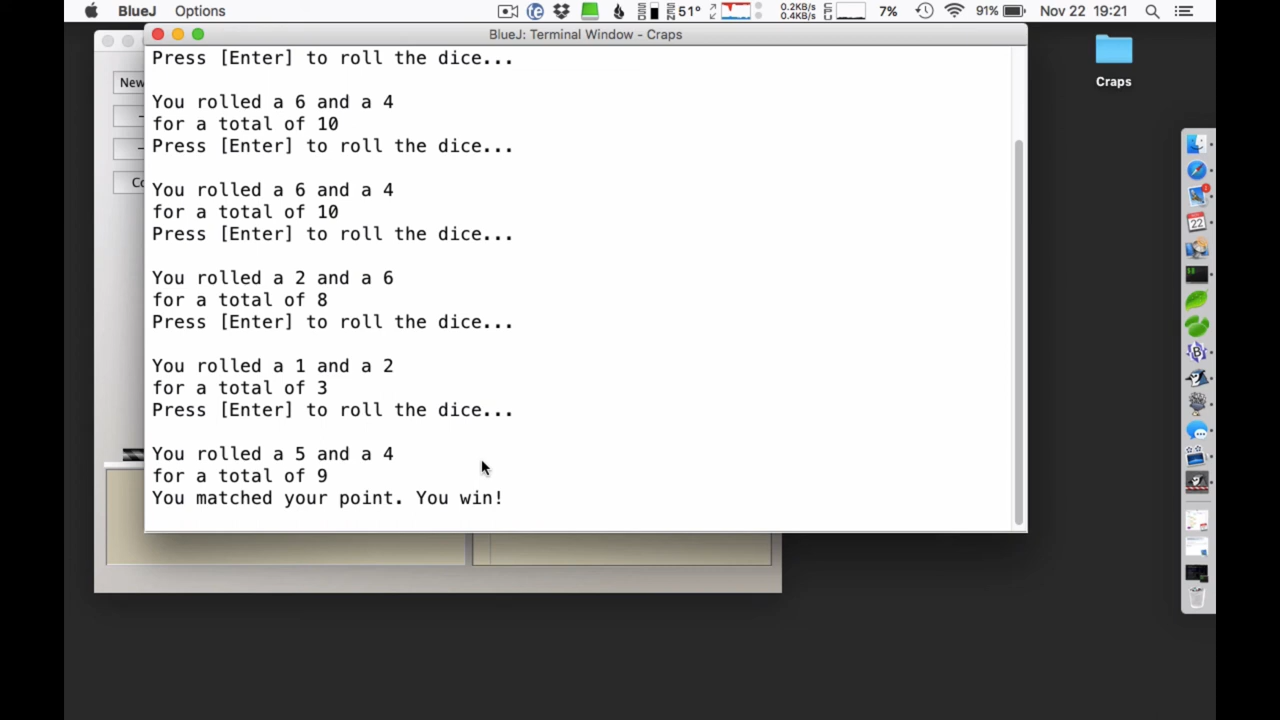 BlueJ Options 51° 0.2KB/s 0.4KB/s 7% 91% Nov 22 19:21
BlueJ: Terminal Window - Craps
Craps
New
Co
Press [Enter] to roll the dice...
You rolled a 6 and a 4
for a total of 10
Press [Enter] to roll the dice...
You rolled a 6 and a 4
for a total of 10
Press [Enter] to roll the dice...
You rolled a 2 and a 6
for a total of 8
Press [Enter] to roll the dice...
You rolled a 1 and a 2
for a total of 3
Press [Enter] to roll the dice...
You rolled a 5 and a 4
for a total of 9
You matched your point. You win!
22